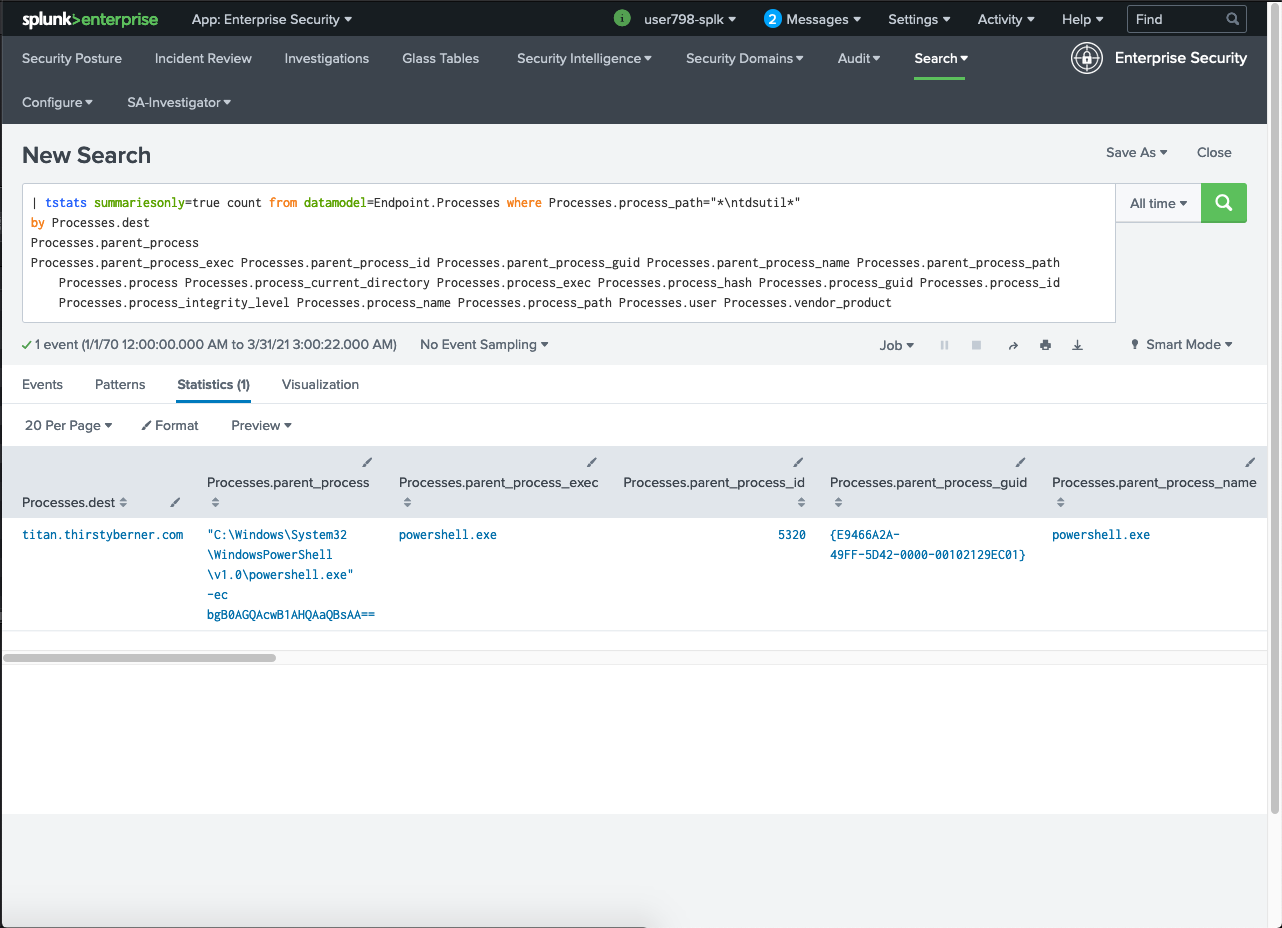 splunk>enterprise App: Enterprise Security i user798-splk 2 Messages Settings Activity Help Find
Security Posture Incident Review Investigations Glass Tables Security Intelligence Security Domains Audit Search Enterprise Security
Configure SA-Investigator
New Search
Save As Close
| tstats summariesonly=true count from datamodel=Endpoint.Processes where Processes.process_path="*\ntdsutil*"
All time
by Processes.dest
Processes.parent_process
Processes.parent_process_exec Processes.parent_process_id Processes.parent_process_guid Processes.parent_process_name Processes.parent_process_path
Processes.process Processes.process_current_directory Processes.process_exec Processes.process_hash Processes.process_guid Processes.process_id
Processes.process_integrity_level Processes.process_name Processes.process_path Processes.user Processes.vendor_product
1 event (1/1/70 12:00:00.000 AM to 3/31/21 3:00:22.000 AM) No Event Sampling Job Smart Mode
Events Patterns Statistics (1) Visualization
20 Per Page Format Preview
Processes.dest Processes.parent_process Processes.parent_process_exec Processes.parent_process_id Processes.parent_process_guid Processes.parent_process_name
titan.thirstyberner.com "C:\Windows\System32 powershell.exe 5320 {E9466A2A- powershell.exe
\WindowsPowerShell 49FF-5D42-0000-00102129EC01}
\v1.0\powershell.exe"
-ec
bgB0AGQAcwB1AHQAaQBsAA==